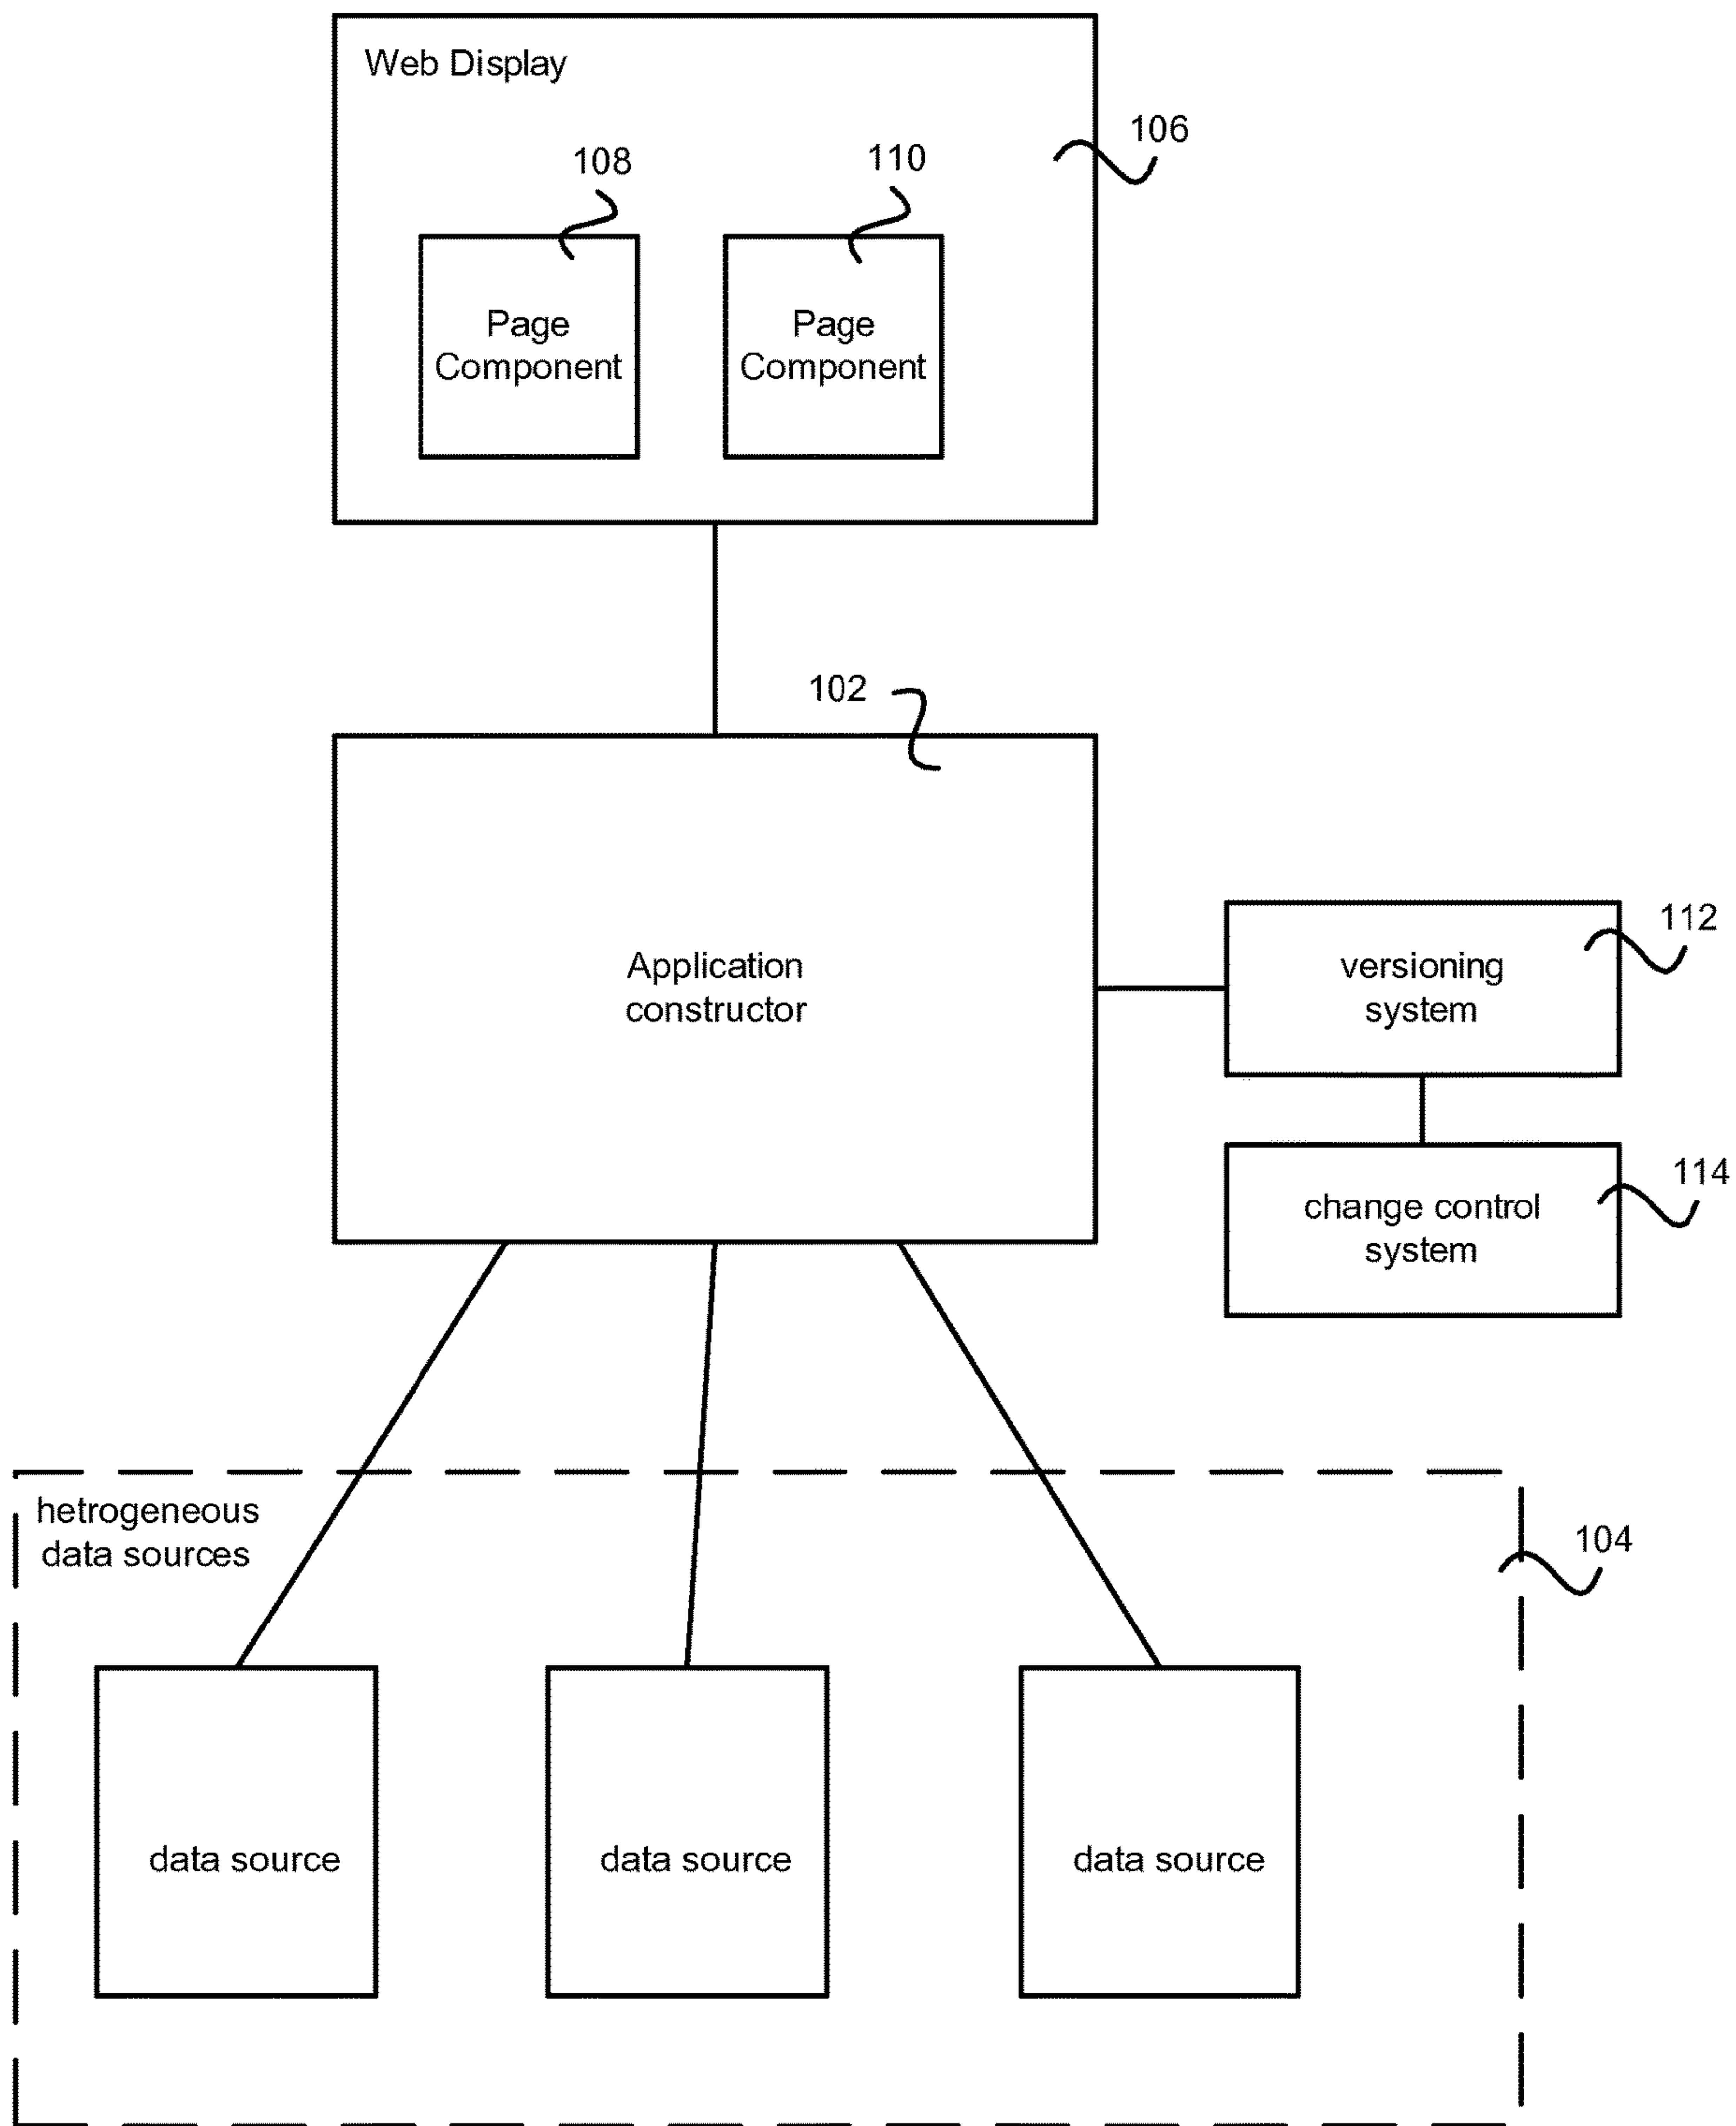 Web Display
106
108
110
Page
Component
Page
Component
102
Application
constructor
112
versioning
system
114
change control
system
hetrogeneous
data sources
104
data source
data source
data source